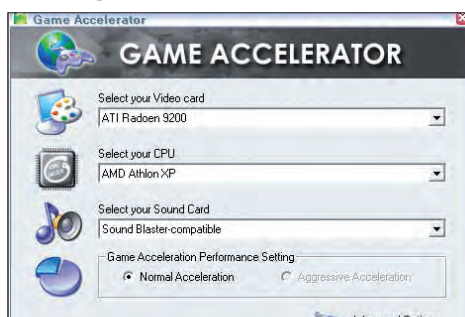 Game Accelerator
GAME ACCELERATOR
Select your Video card
ATI Radoen 9200
Select your CPU
AMD Athlon XP
Select your Sound Card
Sound Blaster-compatible
Game Acceleration Performance Setting
Normal Acceleration Aggressive Acceleration